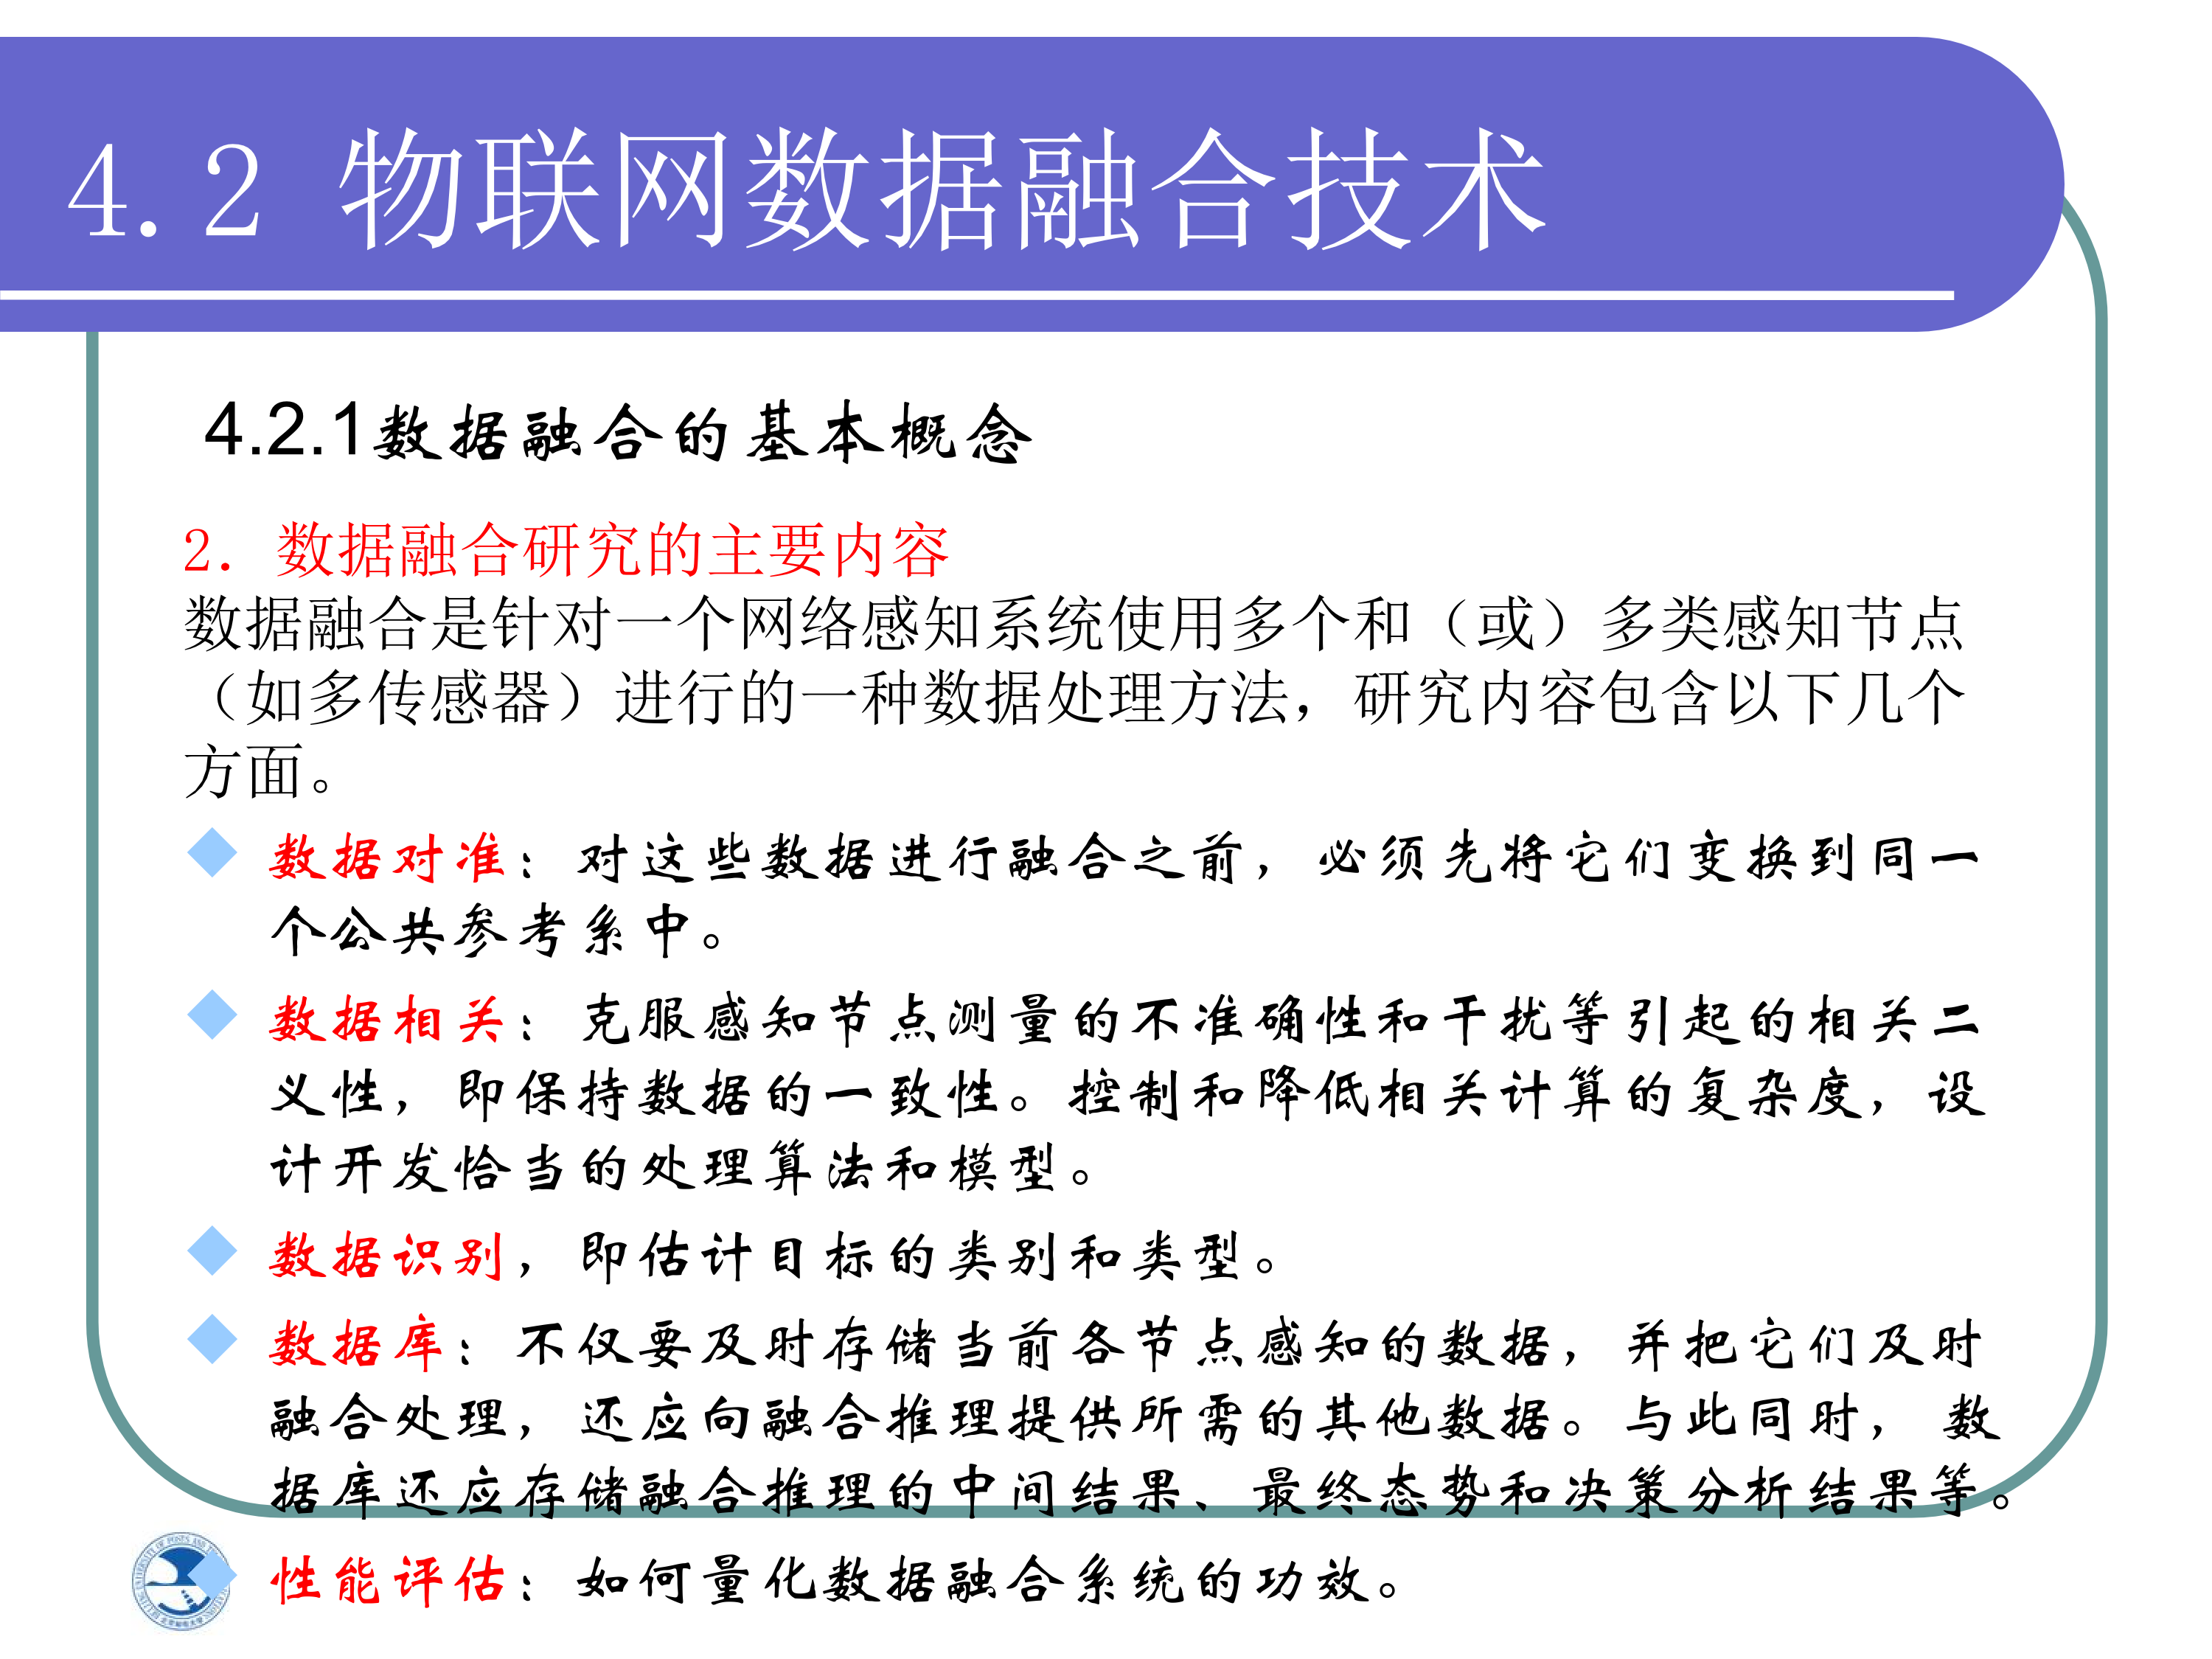 4.2 物联网数据融合技术
4.2.1数据融合的基本概念
2．数据融合研究的主要内容
数据融合是针对一个网络感知系统使用多个和（或）多类感知节点
（如多传感器）进行的一种数据处理方法，研究内容包含以下几个
方面。
数据对准：对这些数据进行融合之前，必须先将它们变换到同一
个公共参考系中。
数据相关：克服感知节点测量的不准确性和干扰等引起的相关二
义性，即保持数据的一致性。控制和降低相关计算的复杂度，设
计开发恰当的处理算法和模型。
数据识别，即估计目标的类别和类型。
数据库：不仅要及时存储当前各节点感知的数据，并把它们及时
融合处理，还应向融合推理提供所需的其他数据。与此同时， 数
据库还应存储融合推理的中间结果、最终态势和决策分析结果等。
性能评估：如何量化数据融合系统的功效。